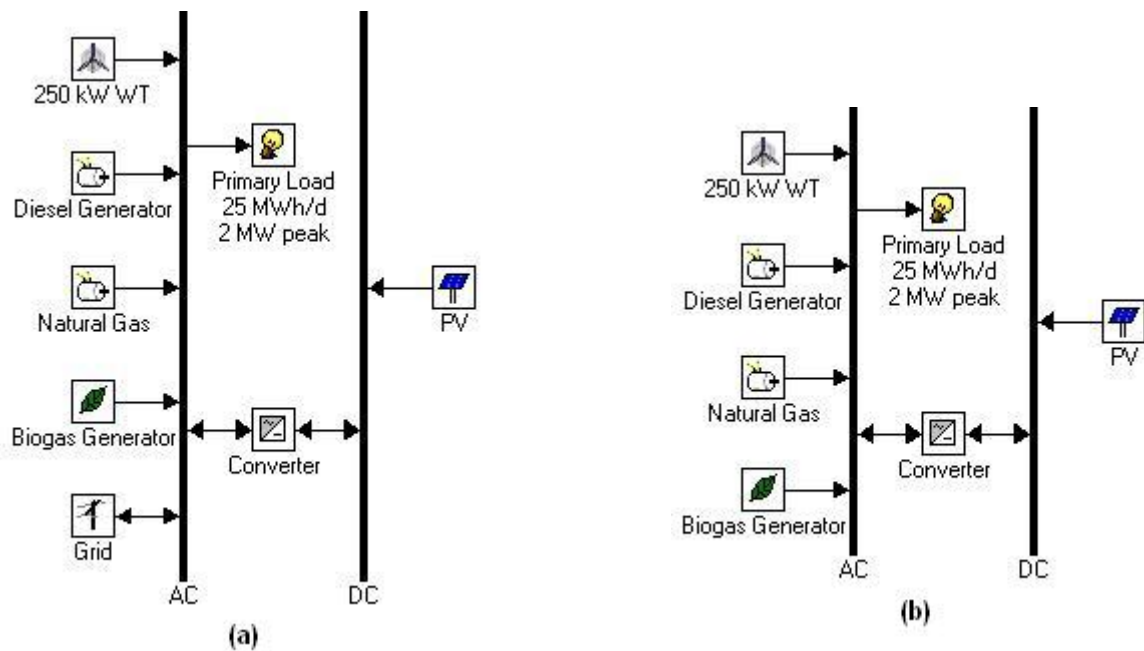 250 kW WT
Primary Load
25 MWh/d
2 MW peak
Diesel Generator
Natural Gas
PV
Biogas Generator
Converter
Grid
AC
DC
(a)
250 kW WT
Primary Load
25 MWh/d
2 MW peak
Diesel Generator
PV
Natural Gas
Converter
Biogas Generator
AC
DC
(b)